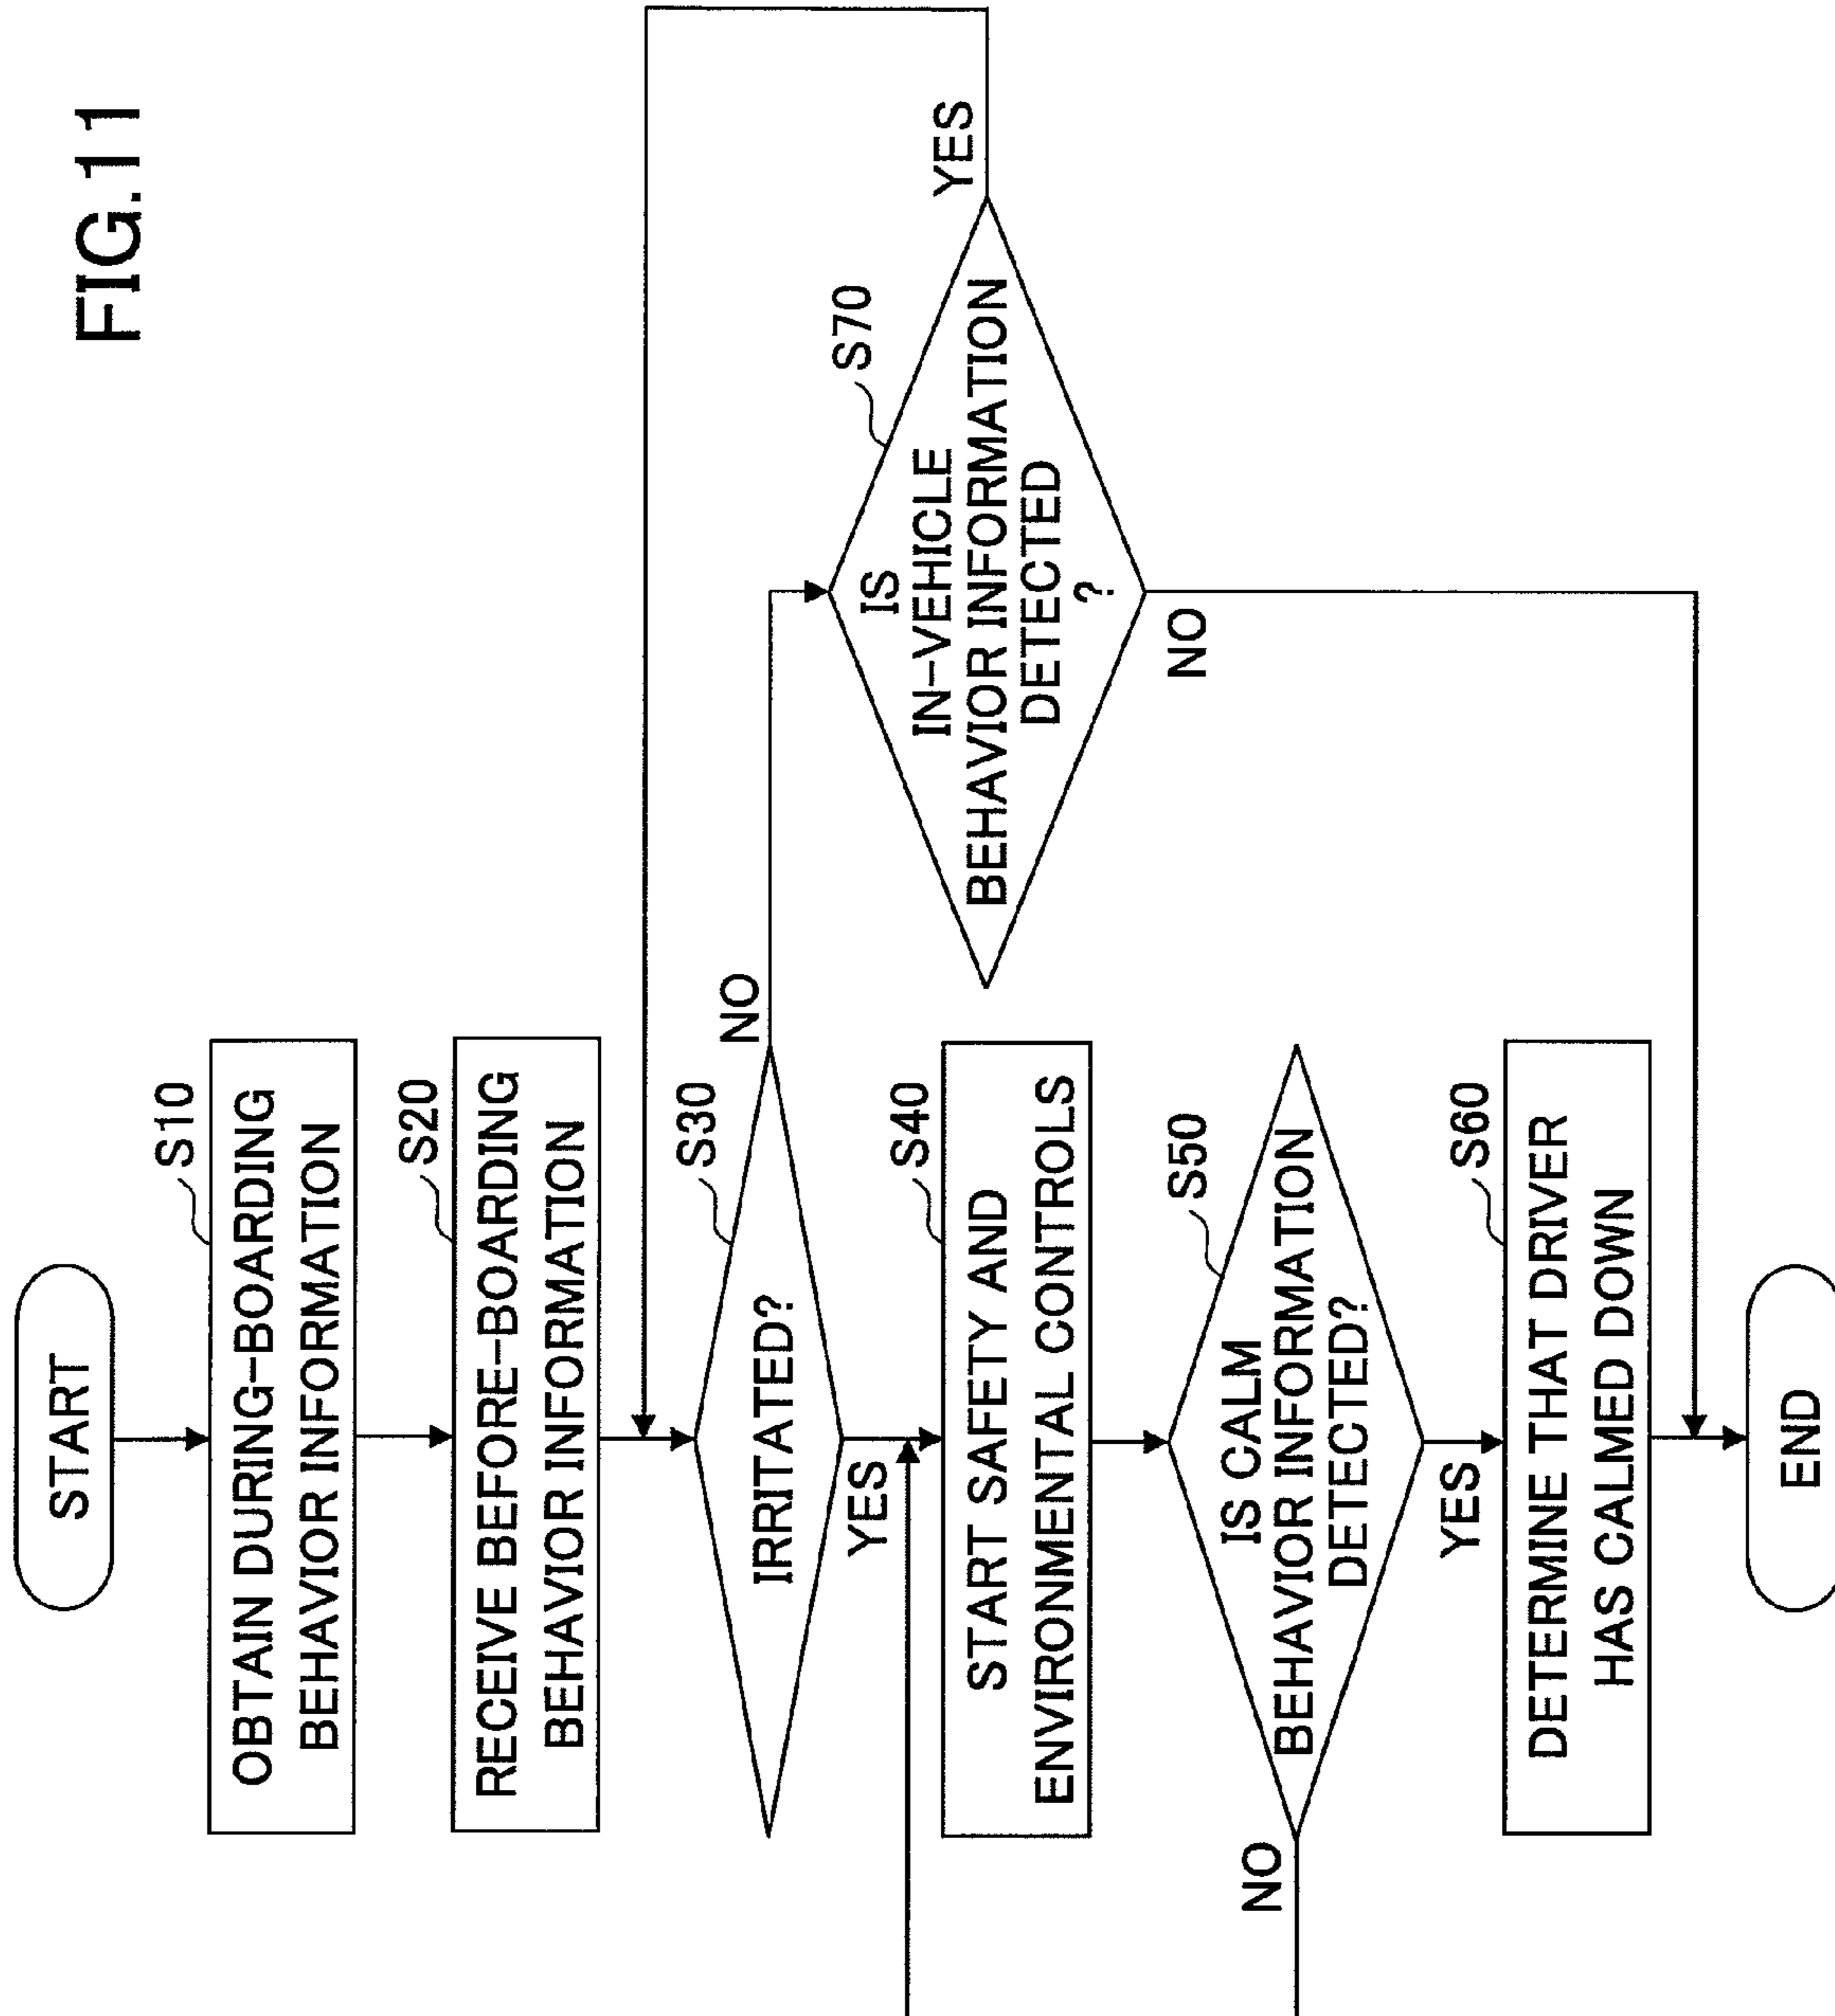 FIG.11
START
S10
OBTAIN DURING-BOARDING
BEHAVIOR INFORMATION
S20
RECEIVE BEFORE-BOARDING
BEHAVIOR INFORMATION
S30
IRRITATED?
NO
YES
S40
START SAFETY AND
ENVIRONMENTAL CONTROLS
S50
IS CALM
BEHAVIOR INFORMATION
DETECTED?
NO
YES
S60
DETERMINE THAT DRIVER
HAS CALMED DOWN
S70
IS
IN-VEHICLE
BEHAVIOR INFORMATION
DETECTED
?
YES
NO
END